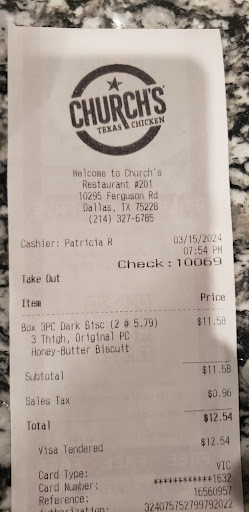 CHURCH'S
TEXAS CHICKEN
Welcome to Church's
Restaurant #201
10295 Ferguson Rd
Dallas, TX 75228
(214) 327-6785
Cashier: Patricia R 03/15/2024
07:54 PM
Check:10069
Take Out
Item Price
Box 3PC Dark Bisc (2 @ 5.79) $11.58
3 Thigh, Original PC
Honey-Butter Biscuit
Subtotal $11.58
Sales Tax $0.96
Total $12.54
Visa Tendered $12.54
Card Type: VIC
Card Number: ************1632
Reference: 16560957
Authorization: 324075752799792022